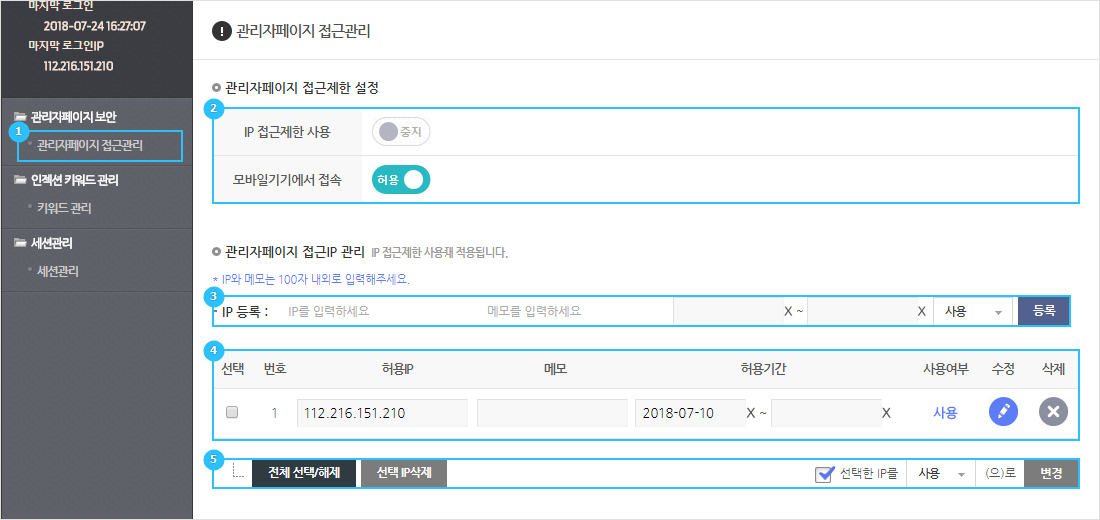 마지막 로그인
2018-07-24 16:27:07
마지막 로그인IP
112.216.151.210
관리자페이지 보안
1
관리자페이지 접근관리
인젝션 키워드 관리
키워드 관리
세션관리
세션관리
! 관리자페이지 접근관리
관리자페이지 접근제한 설정
2
IP 접근제한 사용 중지
모바일기기에서 접속 허용
관리자페이지 접근IP 관리 IP 접근제한 사용시 적용됩니다.
* IP와 메모는 100자 내외로 입력해주세요.
3
- IP 등록 : IP를 입력하세요 메모를 입력하세요 X ~ X 사용 등록
4
선택 번호 허용IP 메모 허용기간 사용여부 수정 삭제
1 112.216.151.210 2018-07-10 X ~ X 사용
5
전체 선택/해제 선택 IP삭제 선택한 IP를 사용 (으)로 변경